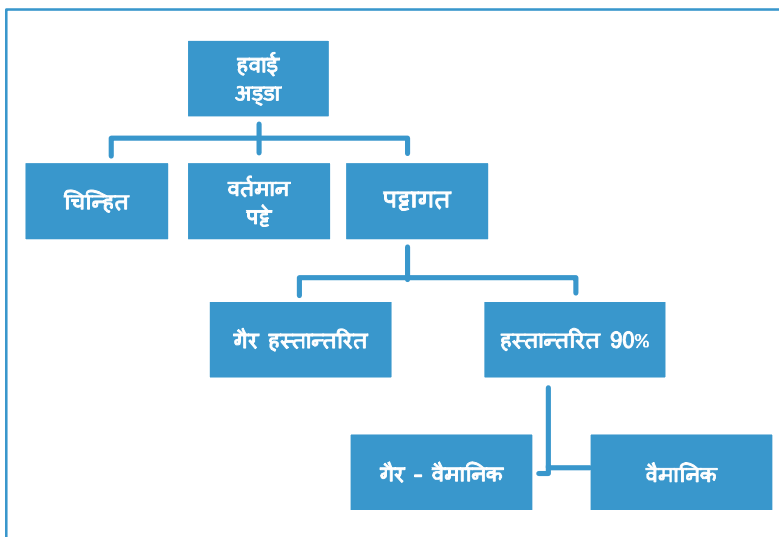 हवाई
अड्डा
चिन्हित
वर्तमान
पट्टे
पट्टागत
गैर हस्तान्तरित
हस्तान्तरित 90%
गैर - वैमानिक
वैमानिक